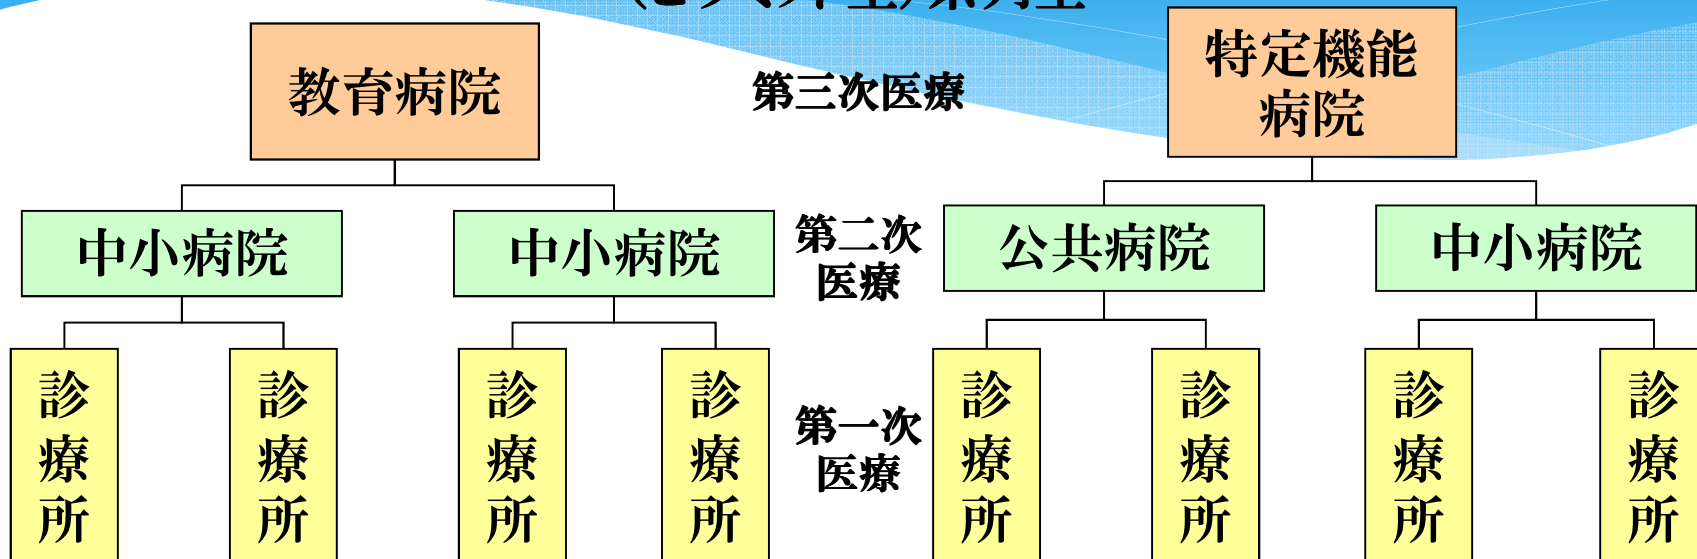 教育病院
第三次医療
特定機能
病院
中小病院
中小病院
第二次
医療
公共病院
中小病院
診療所
診療所
診療所
診療所
第一次
医療
診療所
診療所
診療所
診療所